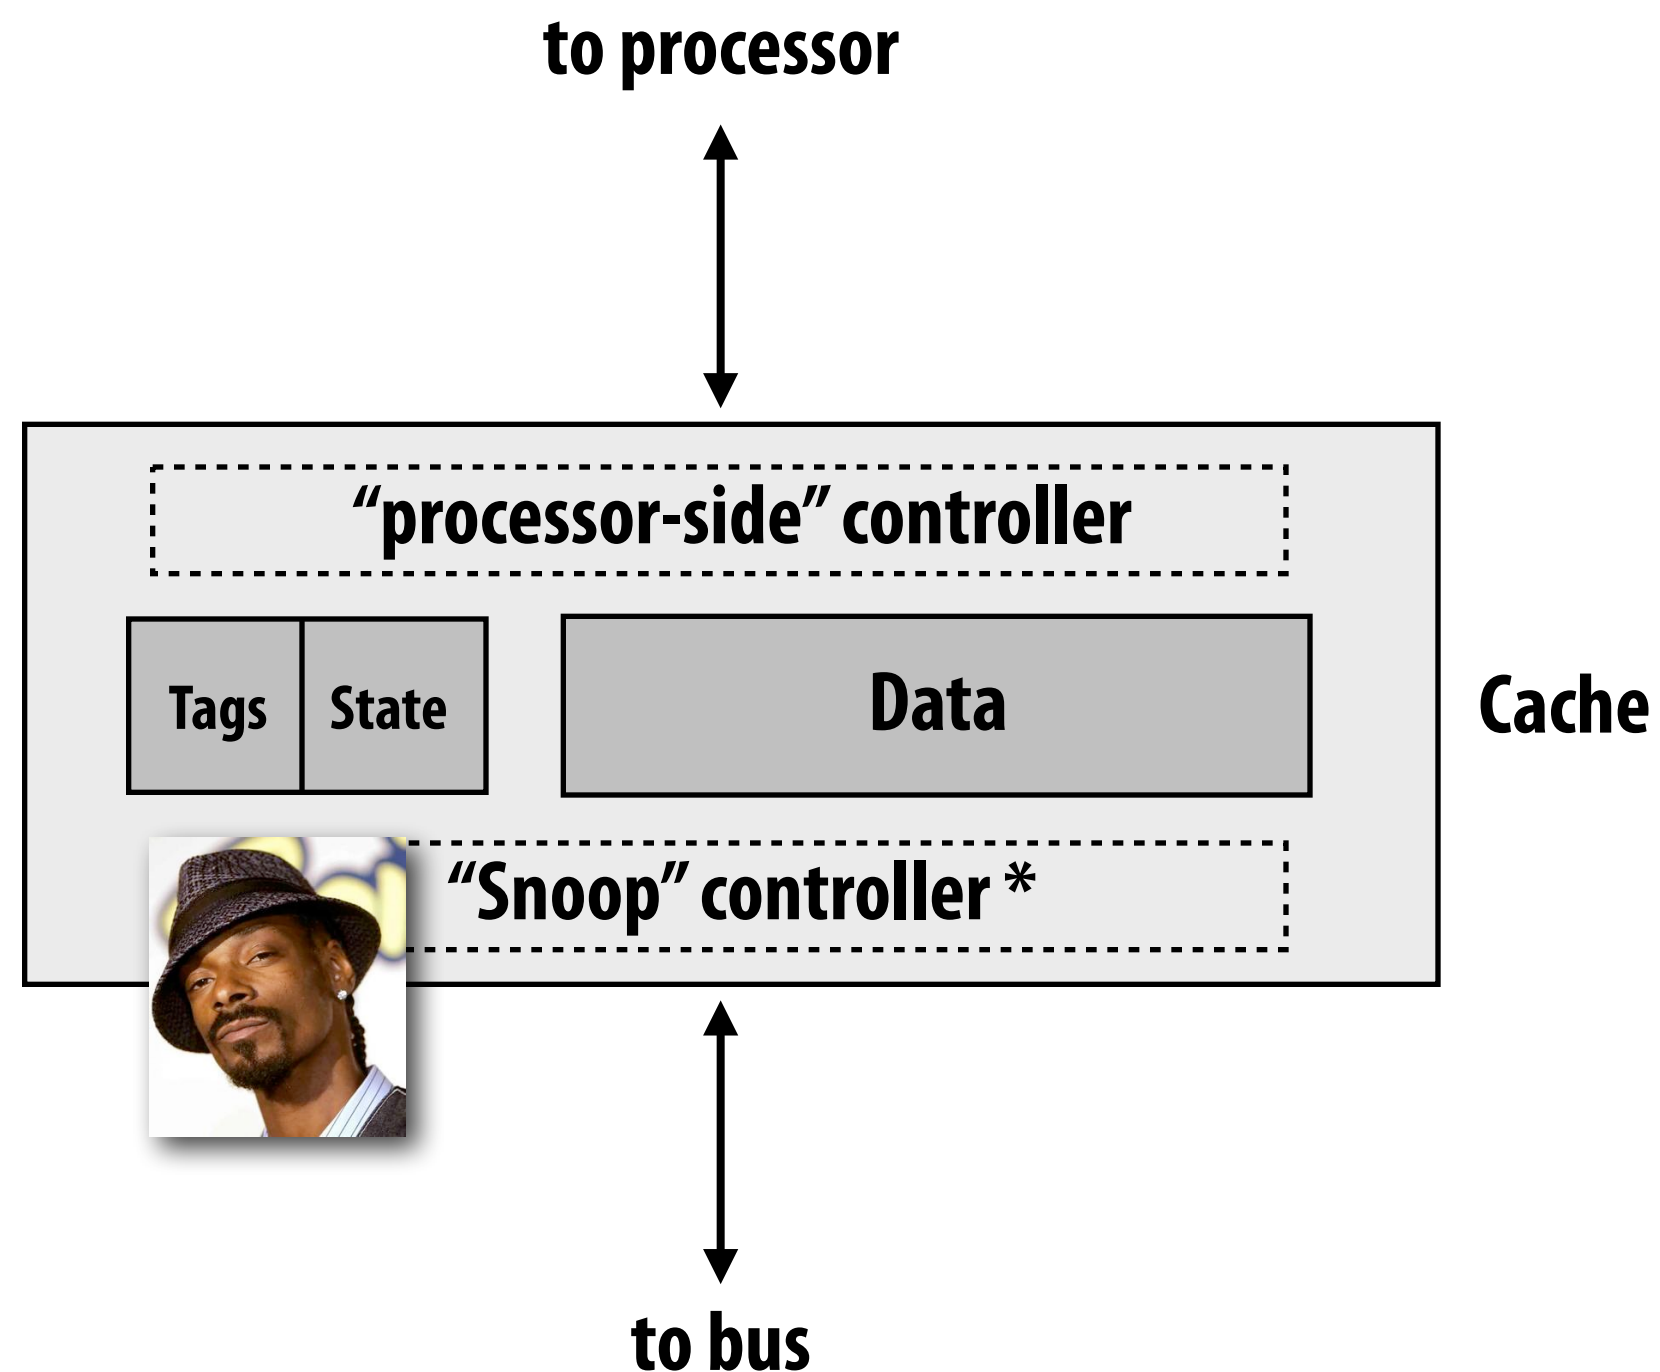 to processor
“processor-side” controller
Tags
State
Data
Cache
“Snoop” controller *
to bus